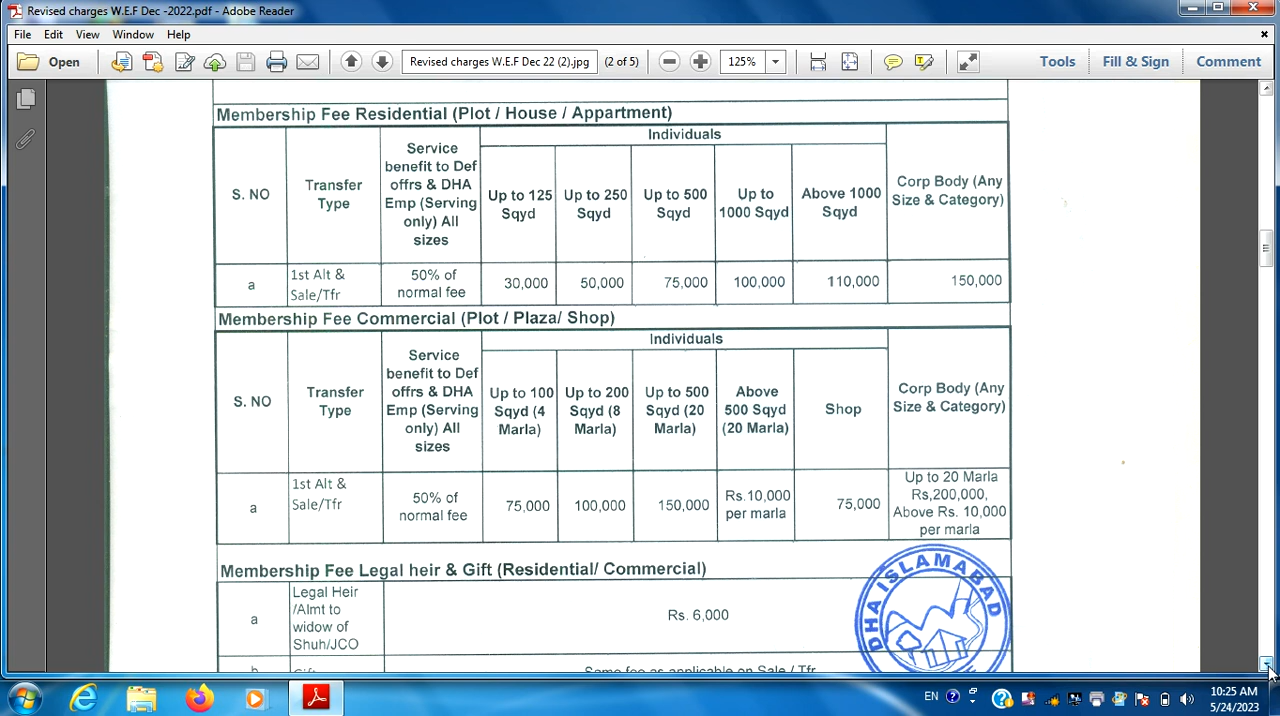 Revised charges W.E.F Dec -2022.pdf - Adobe Reader
File Edit View Window Help
Open
Revised charges W.E.F Dec 22 (2).jpg
(2 of 5)
125%
Tools
Fill & Sign
Comment
Membership Fee Residential (Plot / House / Appartment)
S. NO
Transfer
Type
Service
benefit to Def
offrs & DHA
Emp (Serving
only) All
sizes
Individuals
Up to 125
Sqyd
Up to 250
Sqyd
Up to 500
Sqyd
Up to
1000 Sqyd
Above 1000
Sqyd
Corp Body (Any
Size & Category)
a
1st Alt &
Sale/Tfr
50% of
normal fee
30,000
50,000
75,000
100,000
110,000
150,000
Membership Fee Commercial (Plot / Plaza/ Shop)
S. NO
Transfer
Type
Service
benefit to Def
offrs & DHA
Emp (Serving
only) All
sizes
Individuals
Up to 100
Sqyd (4
Marla)
Up to 200
Sqyd (8
Marla)
Up to 500
Sqyd (20
Marla)
Above
500 Sqyd
(20 Marla)
Shop
Corp Body (Any
Size & Category)
a
1st Alt &
Sale/Tfr
50% of
normal fee
75,000
100,000
150,000
Rs.10,000
per marla
75,000
Up to 20 Marla
Rs,200,000,
Above Rs. 10,000
per marla
Membership Fee Legal heir & Gift (Residential/ Commercial)
a
Legal Heir
/Almt to
widow of
Shuh/JCO
Rs. 6,000
DHA ISLAMABAD
b
Gift
Same fee as applicable on Sale / Tfr
EN
10:25 AM
5/24/2023